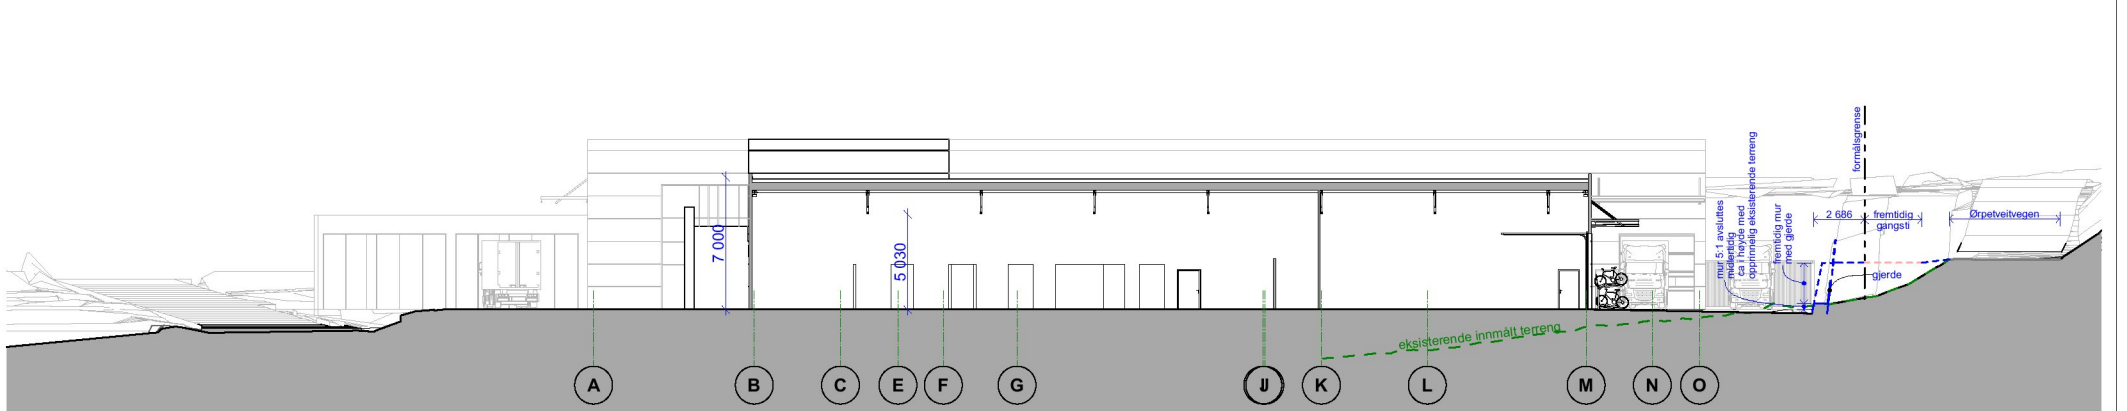 formålsgrense
mur 5:1 avsluttes
midlertidig
ca i høyde med
opprinnelig eksisterende terreng
fremtidig mur
med gjerde
2 686
fremtidig
gangsti
Ørpetveitvegen
gjerde
7 000
5 030
eksisterende innmålt terreng
A
B
C
E
F
G
J
K
L
M
N
O